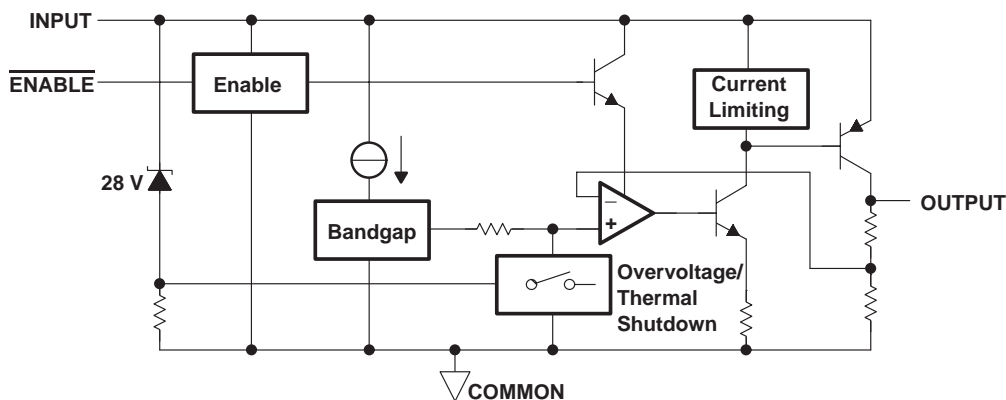 INPUT
ENABLE
Enable
Current
Limiting
28 V
OUTPUT
−
+
Bandgap
Overvoltage/
Thermal
Shutdown
COMMON